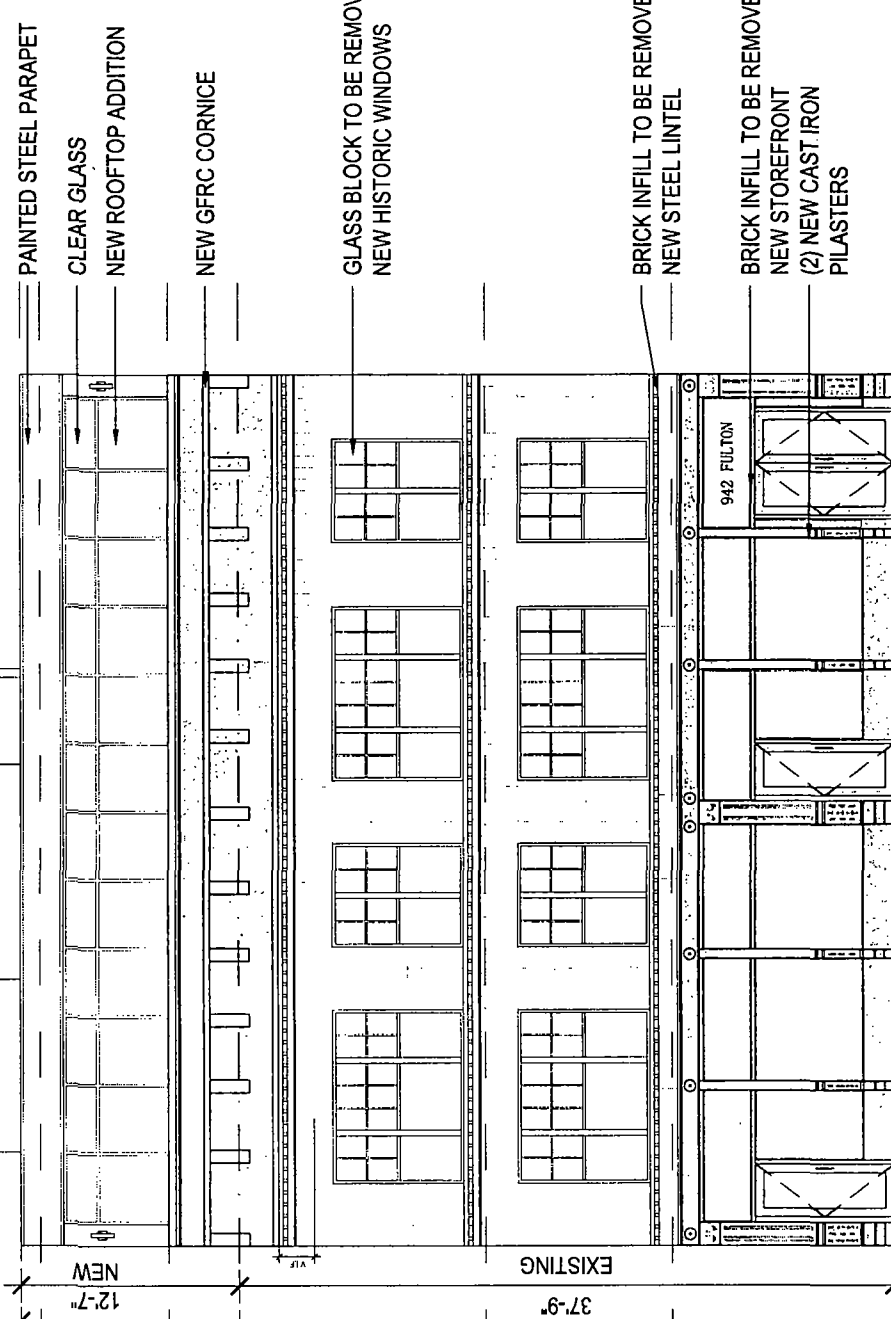 PAINTED STEEL PARAPET
CLEAR GLASS
NEW ROOFTOP ADDITION
NEW GFRC CORNICE
GLASS BLOCK TO BE REMOV
NEW HISTORIC WINDOWS
BRICK INFILL TO BE REMOVE
NEW STEEL LINTEL
BRICK INFILL TO BE REMOVE
NEW STOREFRONT
(2) NEW CAST IRON
PILASTERS
942 FULTON
NEW
12'-7"
VIF
EXISTING
37'-9"